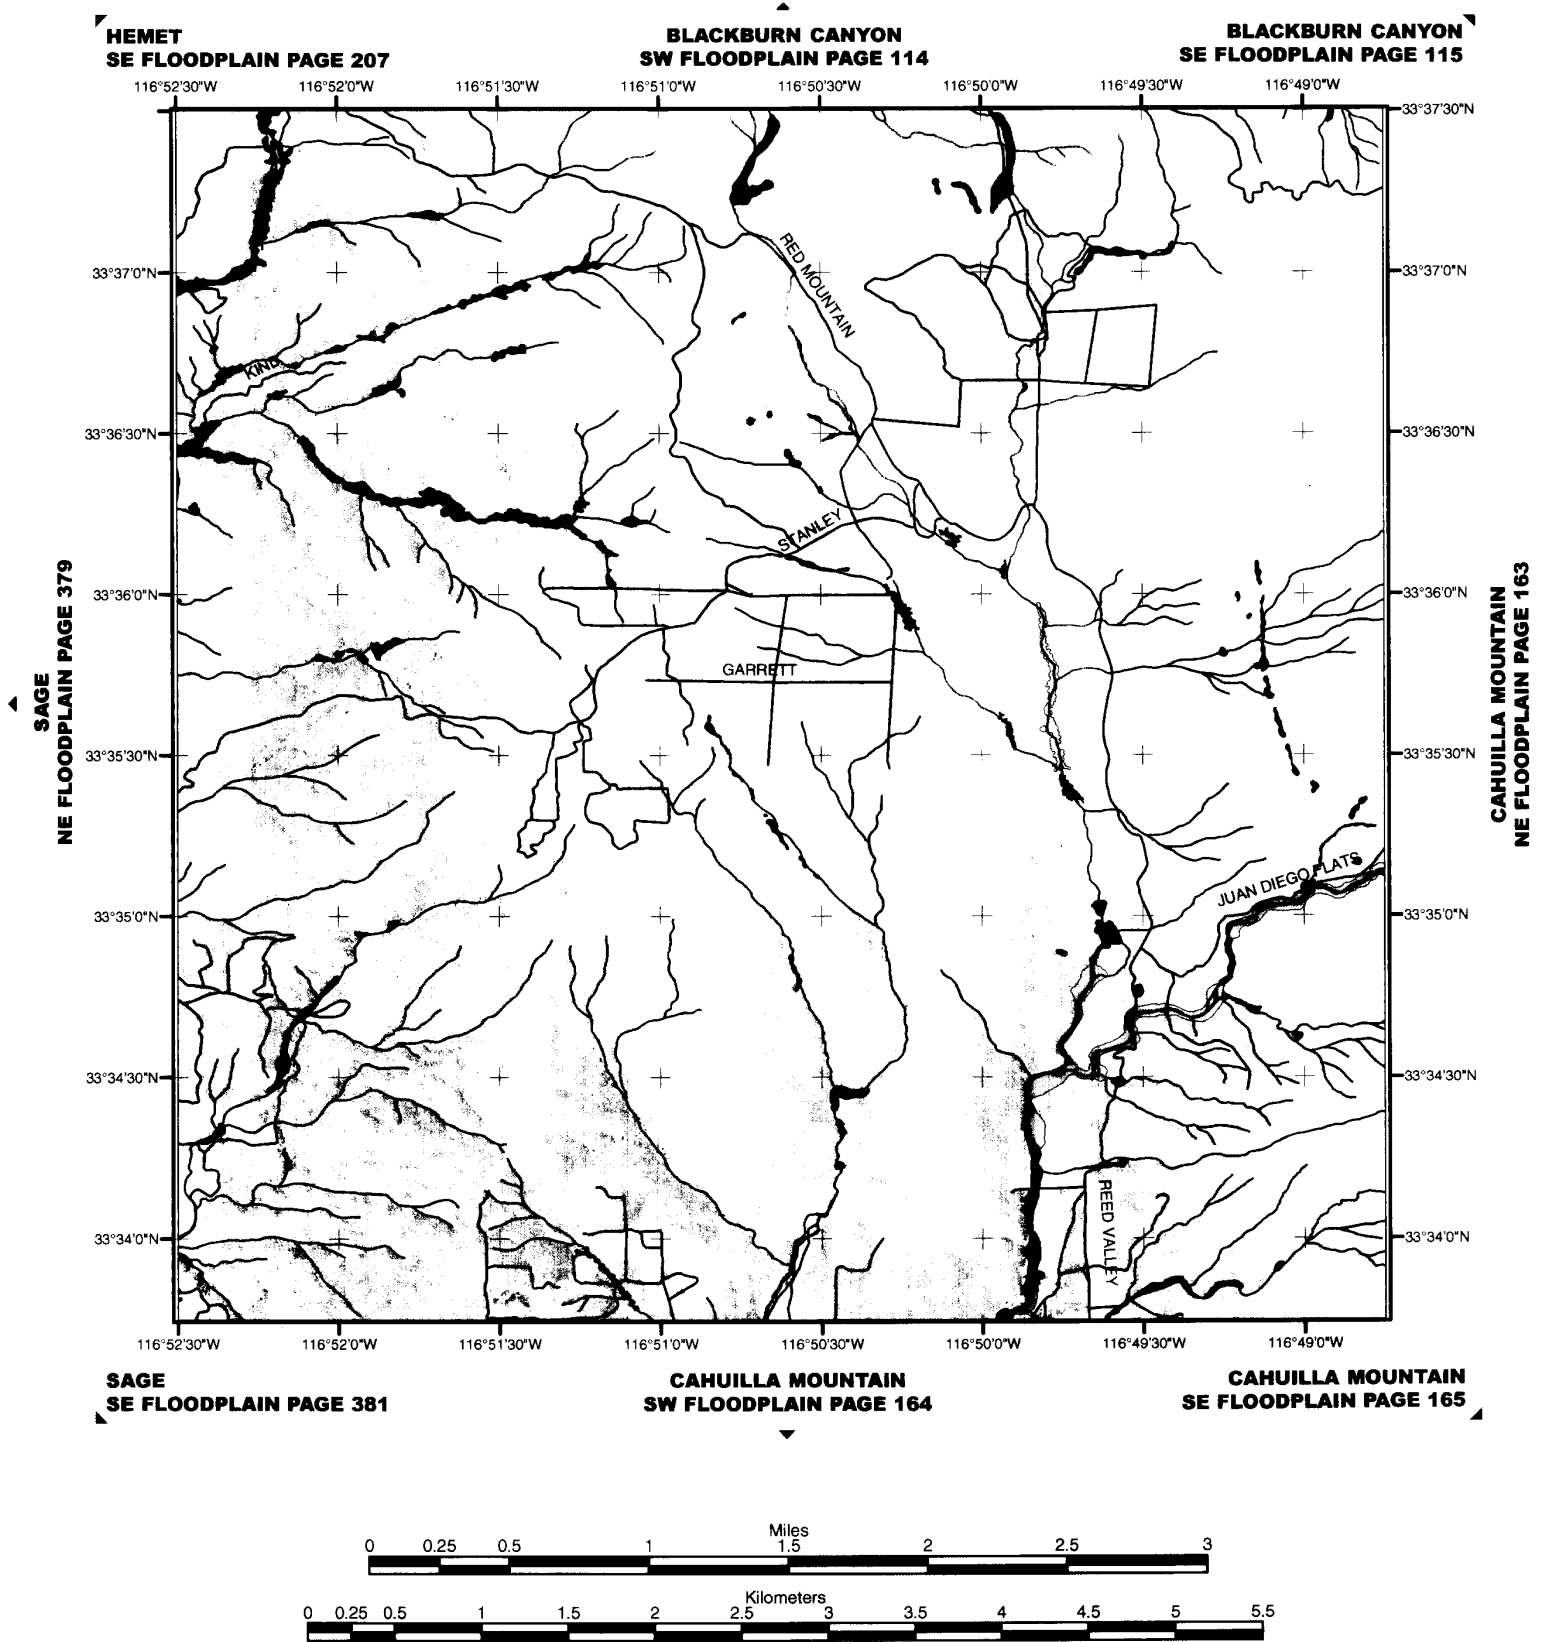 HEMET
SE FLOODPLAIN PAGE 207
BLACKBURN CANYON
SW FLOODPLAIN PAGE 114
BLACKBURN CANYON
SE FLOODPLAIN PAGE 115
116°52'30"W 116°52'0"W 116°51'30"W 116°51'0"W 116°50'30"W 116°50'0"W 116°49'30"W 116°49'0"W
33°37'30"N
RED MOUNTAIN
33°37'0"N 33°37'0"N
KING
33°36'30"N 33°36'30"N
STANLEY
33°36'0"N 33°36'0"N
SAGE
NE FLOODPLAIN PAGE 379
CAHUILLA MOUNTAIN
NE FLOODPLAIN PAGE 163
GARRETT
33°35'30"N 33°35'30"N
JUAN DIEGO FLATS
33°35'0"N 33°35'0"N
33°34'30"N 33°34'30"N
REED VALLEY
33°34'0"N 33°34'0"N
116°52'30"W 116°52'0"W 116°51'30"W 116°51'0"W 116°50'30"W 116°50'0"W 116°49'30"W 116°49'0"W
SAGE
SE FLOODPLAIN PAGE 381
CAHUILLA MOUNTAIN
SW FLOODPLAIN PAGE 164
CAHUILLA MOUNTAIN
SE FLOODPLAIN PAGE 165
Miles
0 0.25 0.5 1 1.5 2 2.5 3
Kilometers
0 0.25 0.5 1 1.5 2 2.5 3 3.5 4 4.5 5 5.5